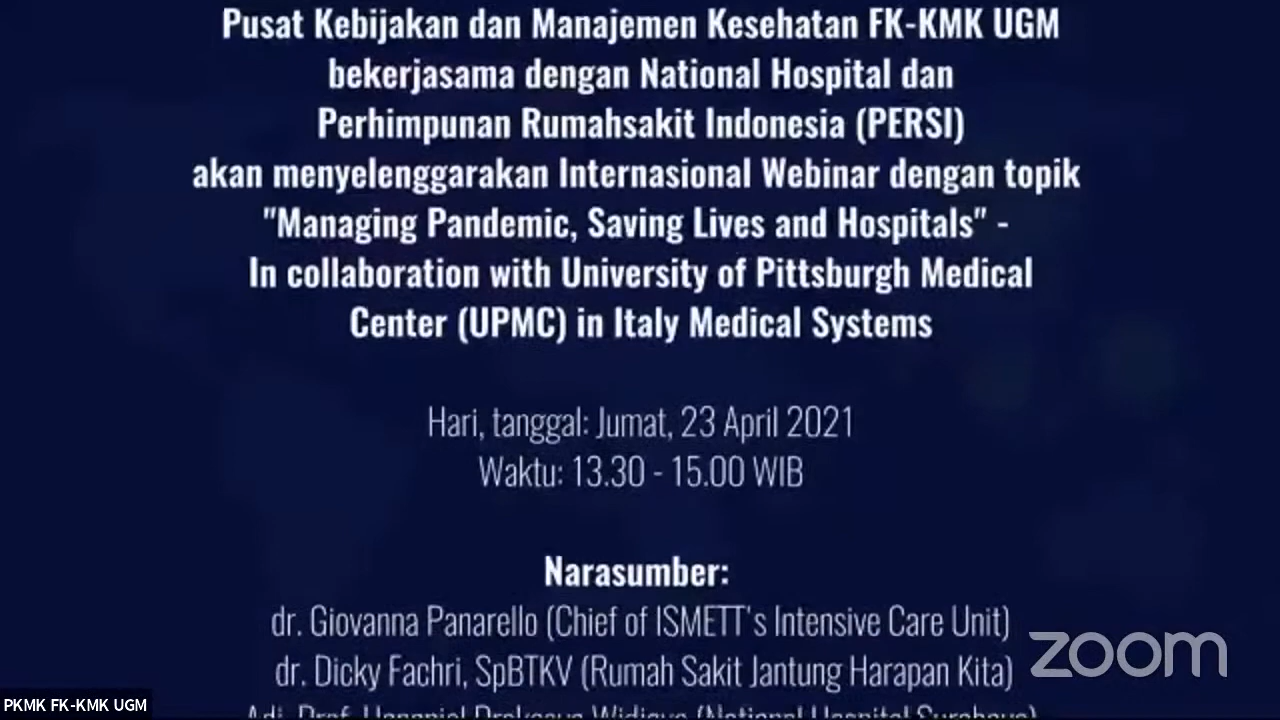 Pusat Kebijakan dan Manajemen Kesehatan FK-KMK UGM
bekerjasama dengan National Hospital dan
Perhimpunan Rumahsakit Indonesia (PERSI)
akan menyelenggarakan Internasional Webinar dengan topik
"Managing Pandemic, Saving Lives and Hospitals" -
In collaboration with University of Pittsburgh Medical
Center (UPMC) in Italy Medical Systems
Hari, tanggal: Jumat, 23 April 2021
Waktu: 13.30 - 15.00 WIB
Narasumber:
dr. Giovanna Panarello (Chief of ISMETT's Intensive Care Unit)
dr. Dicky Fachri, SpBTKV (Rumah Sakit Jantung Harapan Kita)
zoom
PKMK FK-KMK UGM